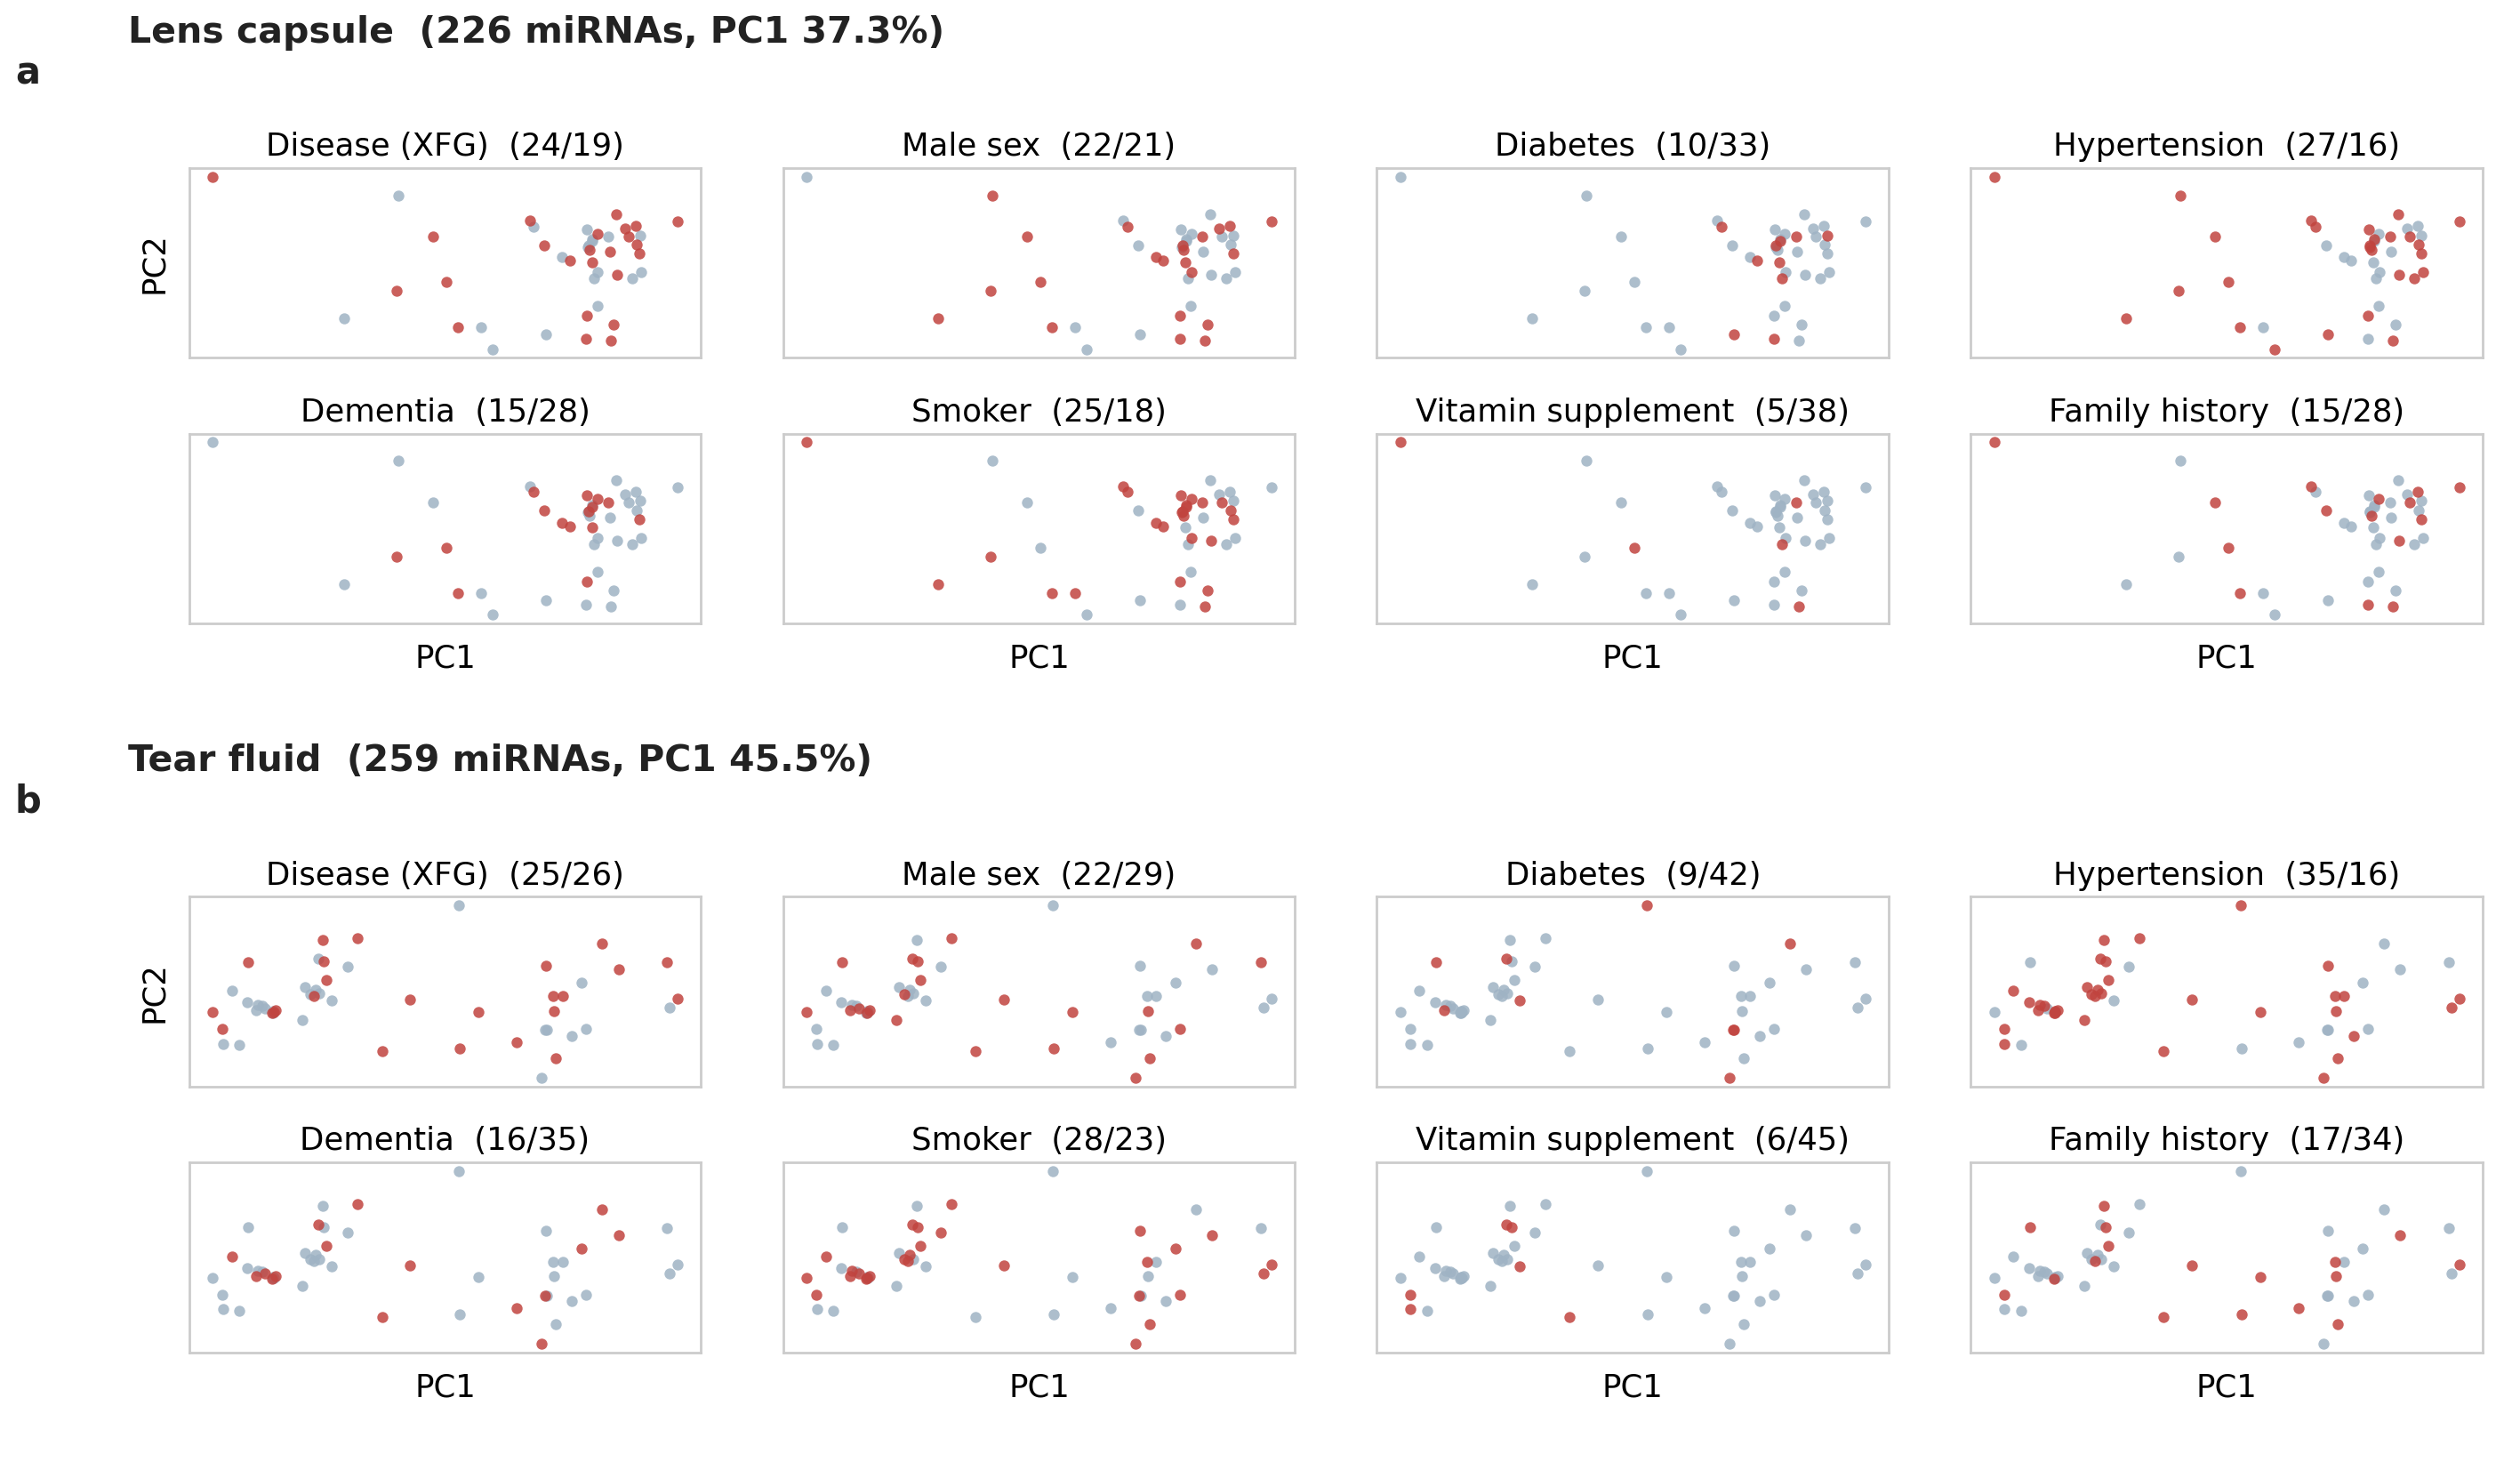 Lens capsule (226 miRNAs, PC1 37.3%)
a
Disease (XFG) (24/19)
Male sex (22/21)
Diabetes (10/33)
Hypertension (27/16)
PC2
Dementia (15/28)
Smoker (25/18)
Vitamin supplement (5/38)
Family history (15/28)
PC1
PC1
PC1
PC1
Tear fluid (259 miRNAs, PC1 45.5%)
b
Disease (XFG) (25/26)
Male sex (22/29)
Diabetes (9/42)
Hypertension (35/16)
PC2
Dementia (16/35)
Smoker (28/23)
Vitamin supplement (6/45)
Family history (17/34)
PC1
PC1
PC1
PC1